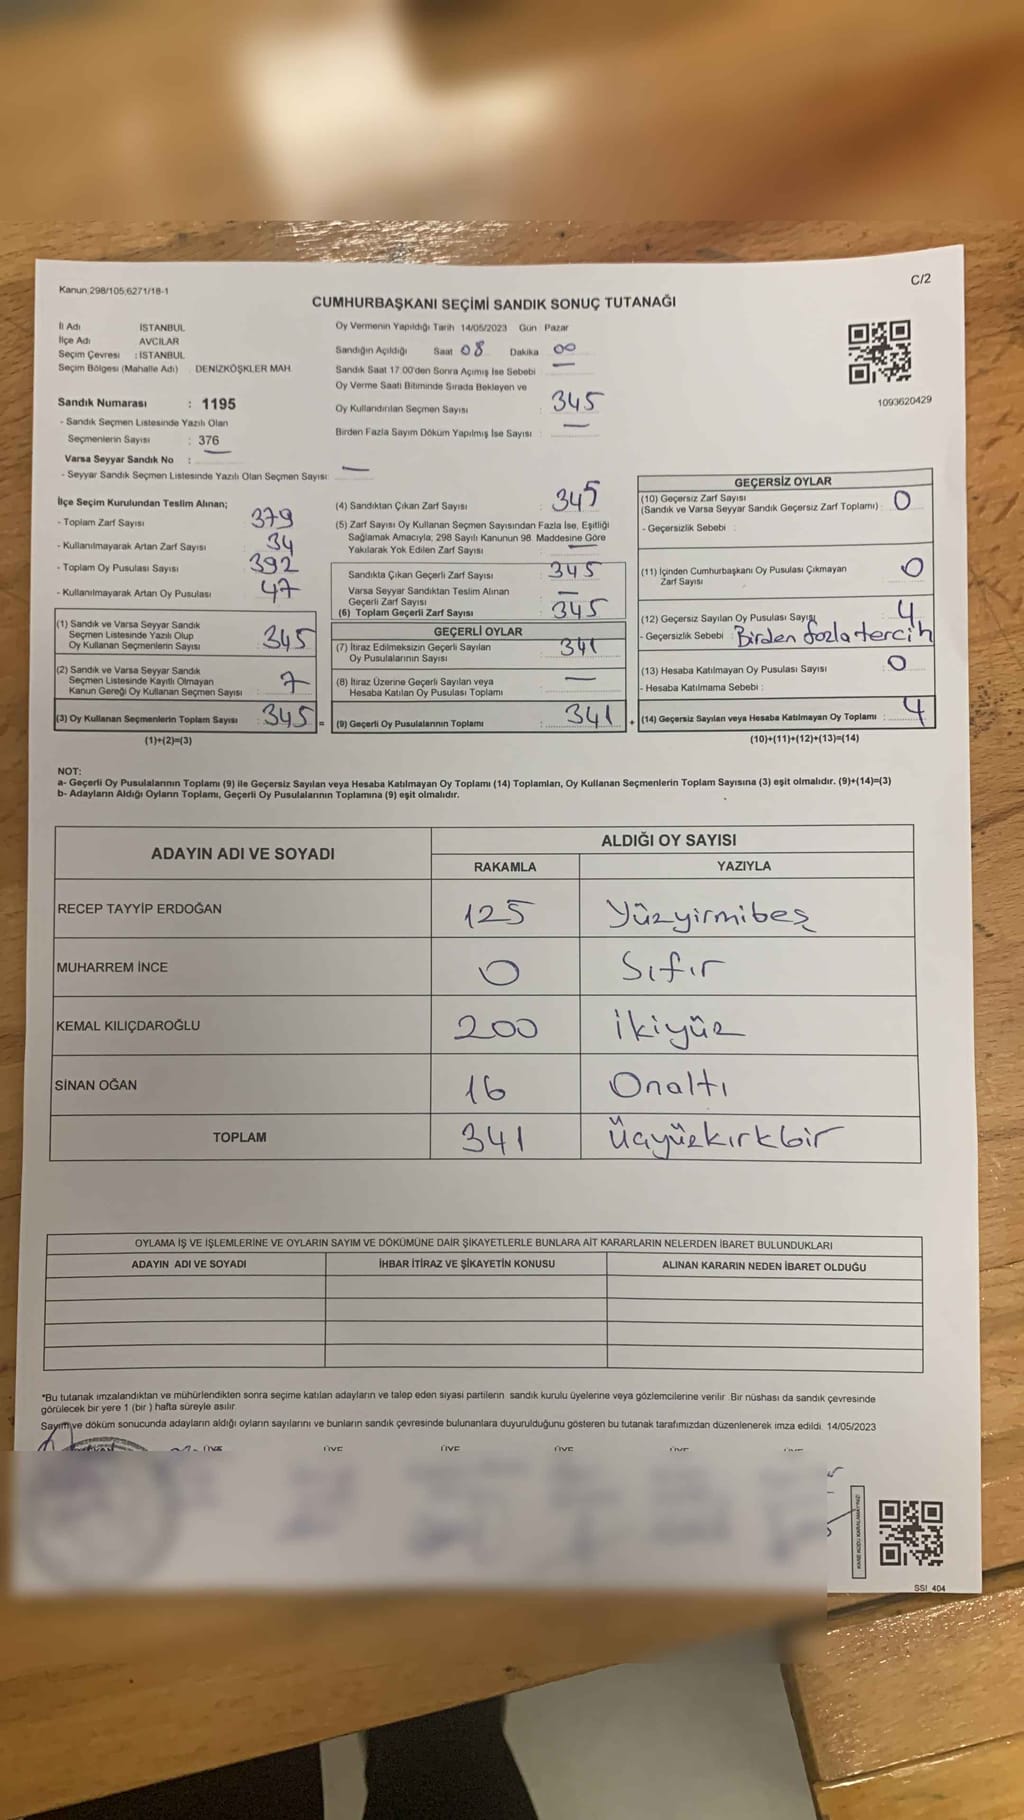 C/2
Kanun:298/105;6271/18-1
CUMHURBAŞKANI SEÇİMİ SANDIK SONUÇ TUTANAĞI
İl Adı İSTANBUL
İlçe Adı AVCILAR
Seçim Çevresi : İSTANBUL
Seçim Bölgesi (Mahalle Adı) DENİZKÖŞKLER MAH.
Sandık Numarası : 1195
- Sandık Seçmen Listesinde Yazılı Olan
Seçmenlerin Sayısı : 376
Varsa Seyyar Sandık No : —
- Seyyar Sandık Seçmen Listesinde Yazılı Olan Seçmen Sayısı: —
Oy Vermenin Yapıldığı Tarih 14/05/2023 Gün Pazar
Sandığın Açıldığı Saat 08 Dakika 00
Sandık Saat 17.00'den Sonra Açımış İse Sebebi —
Oy Verme Saati Bitiminde Sırada Bekleyen ve
Oy Kullandırılan Seçmen Sayısı : 345
Birden Fazla Sayım Döküm Yapılmış İse Sayısı : —
1093620429
İlçe Seçim Kurulundan Teslim Alınan;
- Toplam Zarf Sayısı 379
- Kullanılmayarak Artan Zarf Sayısı 34
- Toplam Oy Pusulası Sayısı 392
- Kullanılmayarak Artan Oy Pusulası 47
(1) Sandık ve Varsa Seyyar Sandık
Seçmen Listesinde Yazılı Olup
Oy Kullanan Seçmenlerin Sayısı 345
(2) Sandık ve Varsa Seyyar Sandık
Seçmen Listesinde Kayıtlı Olmayan
Kanun Gereği Oy Kullanan Seçmen Sayısı 7
(3) Oy Kullanan Seçmenlerin Toplam Sayısı : 345 =
(1)+(2)=(3)
(4) Sandıktan Çıkan Zarf Sayısı 345
(5) Zarf Sayısı Oy Kullanan Seçmen Sayısından Fazla İse, Eşitliği
Sağlamak Amacıyla; 298 Sayılı Kanunun 98. Maddesine Göre
Yakılarak Yok Edilen Zarf Sayısı —
Sandıkta Çıkan Geçerli Zarf Sayısı 345
Varsa Seyyar Sandıktan Teslim Alınan
Geçerli Zarf Sayısı —
(6) Toplam Geçerli Zarf Sayısı 345
GEÇERLİ OYLAR
(7) İtiraz Edilmeksizin Geçerli Sayılan
Oy Pusulalarının Sayısı 341
(8) İtiraz Üzerine Geçerli Sayılan veya
Hesaba Katılan Oy Pusulası Toplamı —
(9) Geçerli Oy Pusulalarının Toplamı : 341 +
GEÇERSİZ OYLAR
(10) Geçersiz Zarf Sayısı
(Sandık ve Varsa Seyyar Sandık Geçersiz Zarf Toplamı) : 0
- Geçersizlik Sebebi :
(11) İçinden Cumhurbaşkanı Oy Pusulası Çıkmayan
Zarf Sayısı 0
(12) Geçersiz Sayılan Oy Pusulası Sayısı 4
- Geçersizlik Sebebi : Birden fazla tercih
(13) Hesaba Katılmayan Oy Pusulası Sayısı 0
- Hesaba Katılmama Sebebi :
(14) Geçersiz Sayılan veya Hesaba Katılmayan Oy Toplamı : 4
(10)+(11)+(12)+(13)=(14)
NOT:
a- Geçerli Oy Pusulalarının Toplamı (9) ile Geçersiz Sayılan veya Hesaba Katılmayan Oy Toplamı (14) Toplamları, Oy Kullanan Seçmenlerin Toplam Sayısına (3) eşit olmalıdır. (9)+(14)=(3)
b- Adayların Aldığı Oyların Toplamı, Geçerli Oy Pusulalarının Toplamına (9) eşit olmalıdır.
ADAYIN ADI VE SOYADI ALDIĞI OY SAYISI
RAKAMLA YAZIYLA
RECEP TAYYİP ERDOĞAN 125 Yüzyirmibeş
MUHARREM İNCE 0 Sıfır
KEMAL KILIÇDAROĞLU 200 İkiyüz
SİNAN OĞAN 16 Onaltı
TOPLAM 341 Üçyüzkırkbir
OYLAMA İŞ VE İŞLEMLERİNE VE OYLARIN SAYIM VE DÖKÜMÜNE DAİR ŞİKAYETLERLE BUNLARA AİT KARARLARIN NELERDEN İBARET BULUNDUKLARI
ADAYIN ADI VE SOYADI İHBAR İTİRAZ VE ŞİKAYETİN KONUSU ALINAN KARARIN NEDEN İBARET OLDUĞU
*Bu tutanak imzalandıktan ve mühürlendikten sonra seçime katılan adayların ve talep eden siyasi partilerin sandık kurulu üyelerine veya gözlemcilerine verilir. Bir nüshası da sandık çevresinde
görülecek bir yere 1 (bir ) hafta süreyle asılır.
Sayım ve döküm sonucunda adayların aldığı oyların sayılarını ve bunların sandık çevresinde bulunanlara duyurulduğunu gösteren bu tutanak tarafımızdan düzenlenerek imza edildi. 14/05/2023
ÜYE ÜYE ÜYE ÜYE ÜYE
KARE KODU KARALAMAYINIZ!
SSI_404